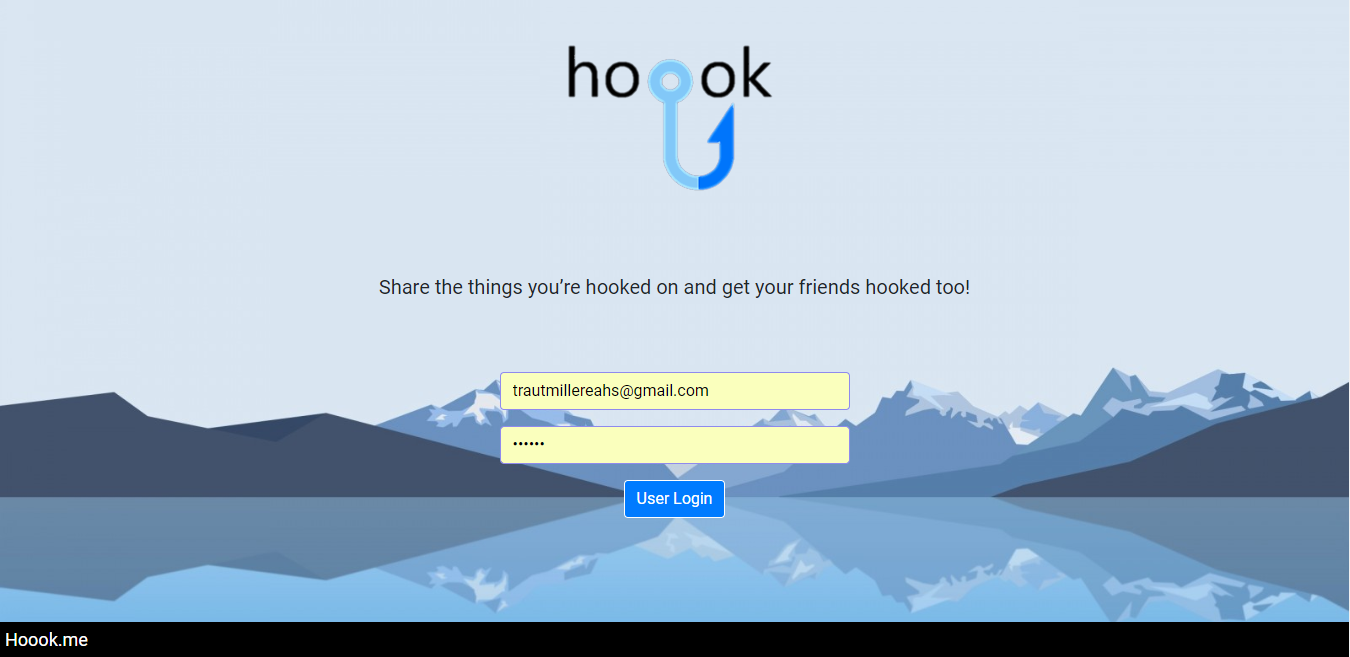 hoook
Share the things you’re hooked on and get your friends hooked too!
trautmillereahs@gmail.com
••••••
User Login
Hoook.me